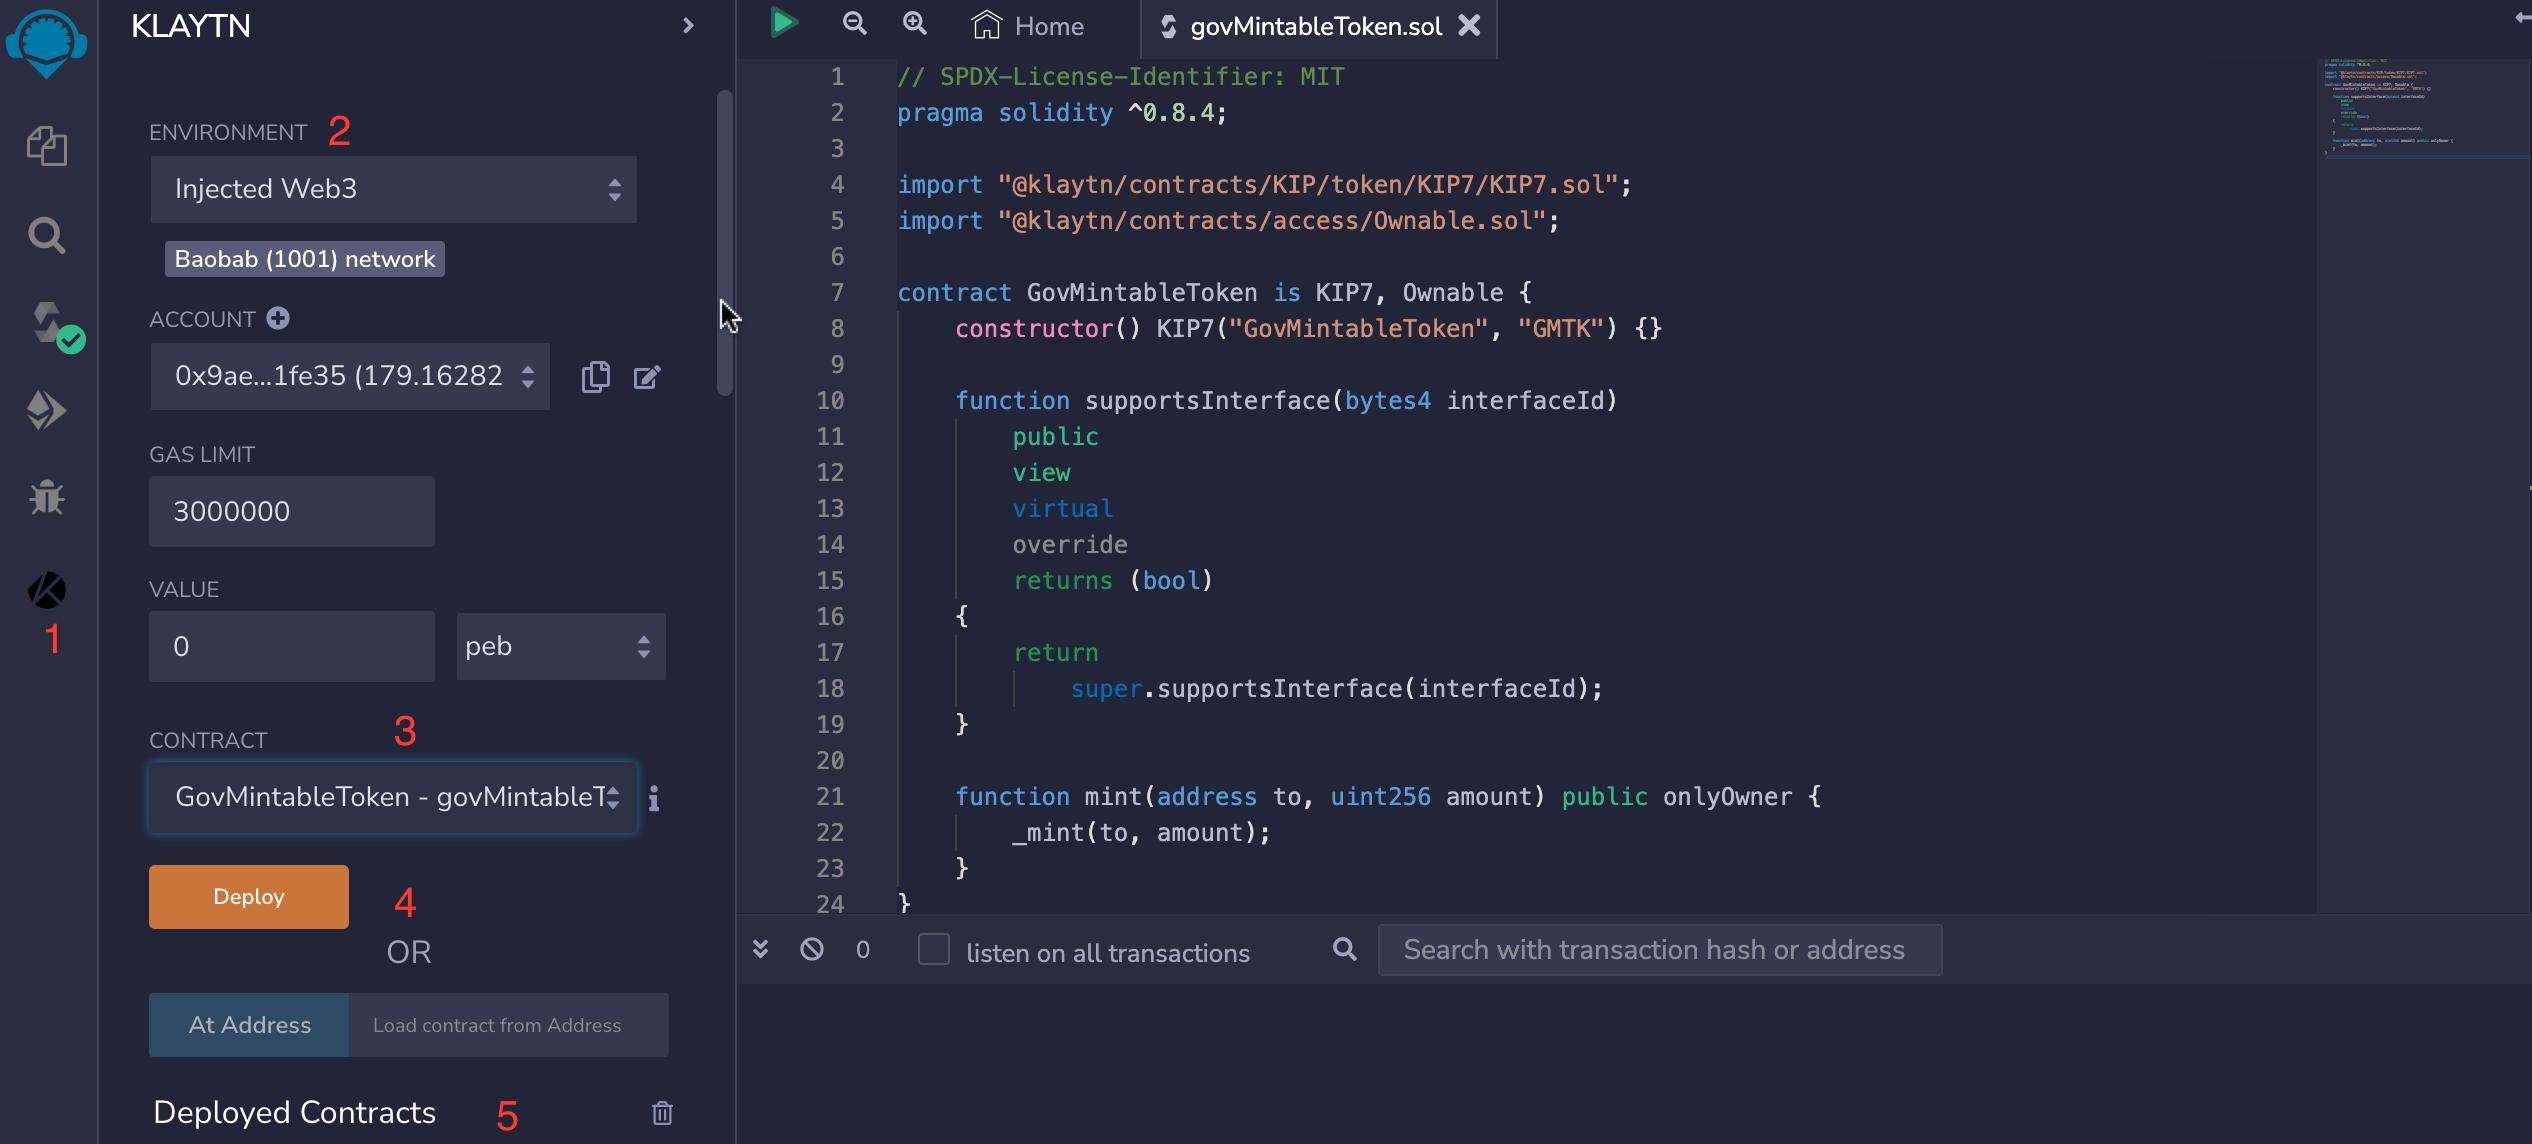 KLAYTN
ENVIRONMENT 2
Injected Web3
Baobab (1001) network
ACCOUNT
0x9ae...1fe35 (179.16282
GAS LIMIT
3000000
VALUE
0 peb
1
3
CONTRACT
GovMintableToken - govMintableT
Deploy 4
OR
At Address Load contract from Address
Deployed Contracts 5
Home govMintableToken.sol
1 // SPDX-License-Identifier: MIT
2 pragma solidity ^0.8.4;
3
4 import "@klaytn/contracts/KIP/token/KIP7/KIP7.sol";
5 import "@klaytn/contracts/access/Ownable.sol";
6
7 contract GovMintableToken is KIP7, Ownable {
8 constructor() KIP7("GovMintableToken", "GMTK") {}
9
10 function supportsInterface(bytes4 interfaceId)
11 public
12 view
13 virtual
14 override
15 returns (bool)
16 {
17 return
18 super.supportsInterface(interfaceId);
19 }
20
21 function mint(address to, uint256 amount) public onlyOwner {
22 _mint(to, amount);
23 }
24 }
0 listen on all transactions Search with transaction hash or address